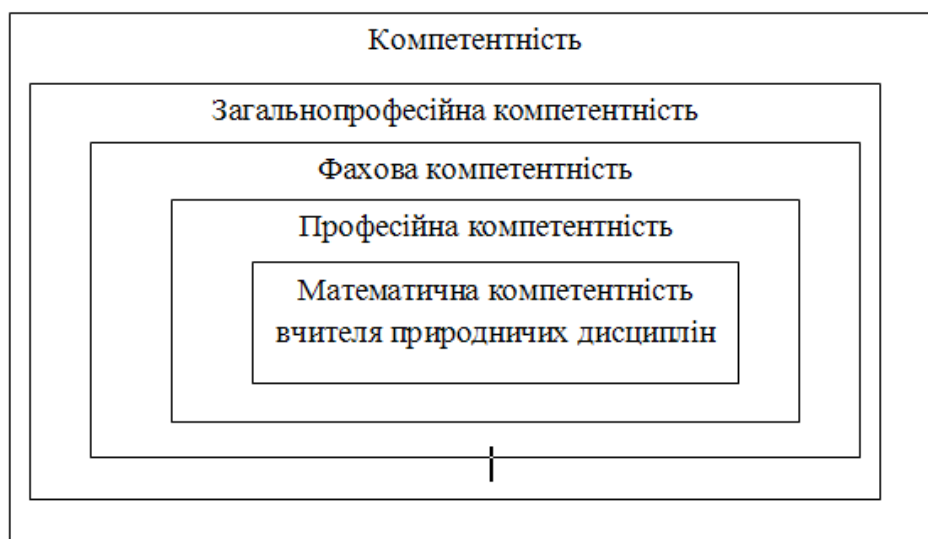 Компетентність
Загальнопрофесійна компетентність
Фахова компетентність
Професійна компетентність
Математична компетентність
вчителя природничих дисциплін